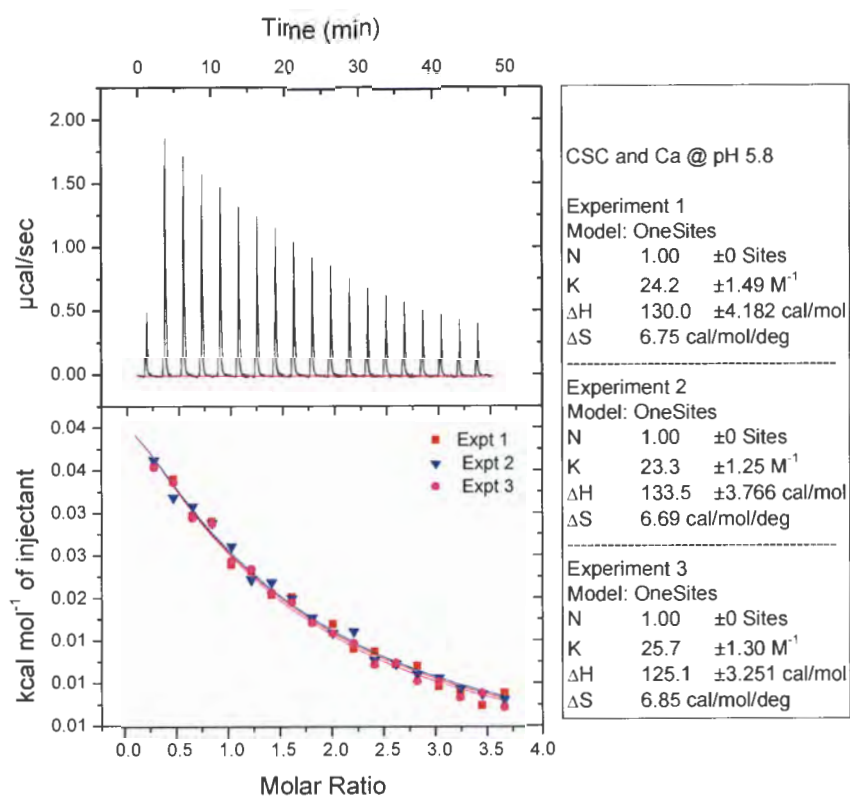 Time (min)
0 10 20 30 40 50
2.00
1.50
1.00
0.50
0.00
µcal/sec
0.04
0.04
0.03
0.03
0.02
0.01
0.01
0.01
kcal mol⁻¹ of injectant
Expt 1
Expt 2
Expt 3
0.0 0.5 1.0 1.5 2.0 2.5 3.0 3.5 4.0
Molar Ratio
CSC and Ca @ pH 5.8
Experiment 1
Model: OneSites
N 1.00 ±0 Sites
K 24.2 ±1.49 M⁻¹
ΔH 130.0 ±4.182 cal/mol
ΔS 6.75 cal/mol/deg
Experiment 2
Model: OneSites
N 1.00 ±0 Sites
K 23.3 ±1.25 M⁻¹
ΔH 133.5 ±3.766 cal/mol
ΔS 6.69 cal/mol/deg
Experiment 3
Model: OneSites
N 1.00 ±0 Sites
K 25.7 ±1.30 M⁻¹
ΔH 125.1 ±3.251 cal/mol
ΔS 6.85 cal/mol/deg